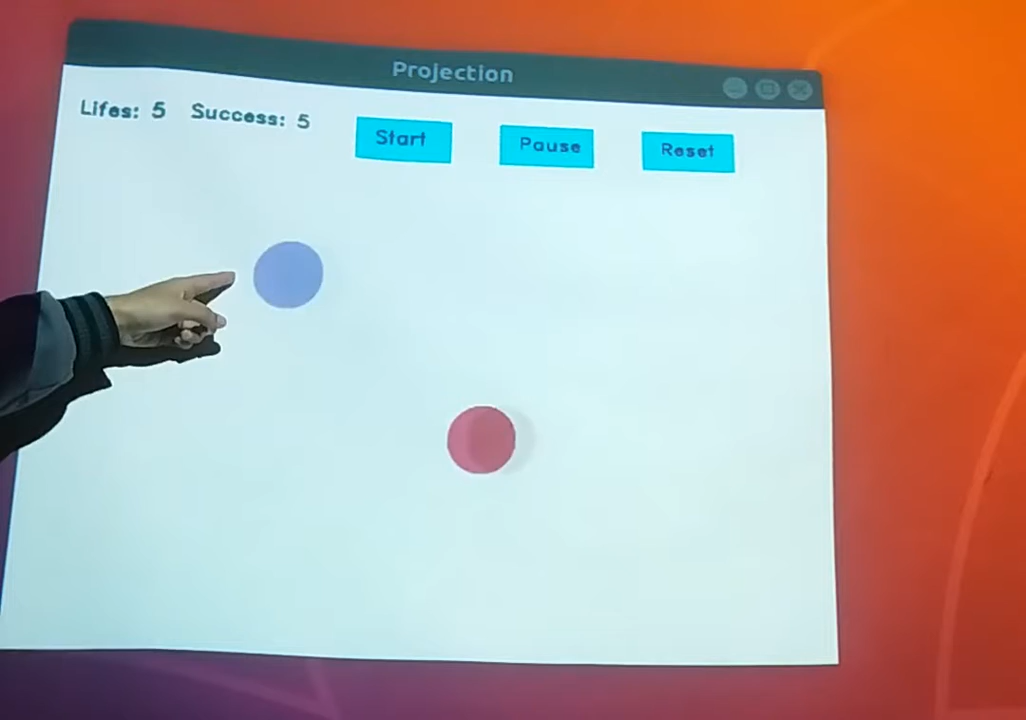 Projection
Lifes: 5 Success: 5
Start
Pause
Reset